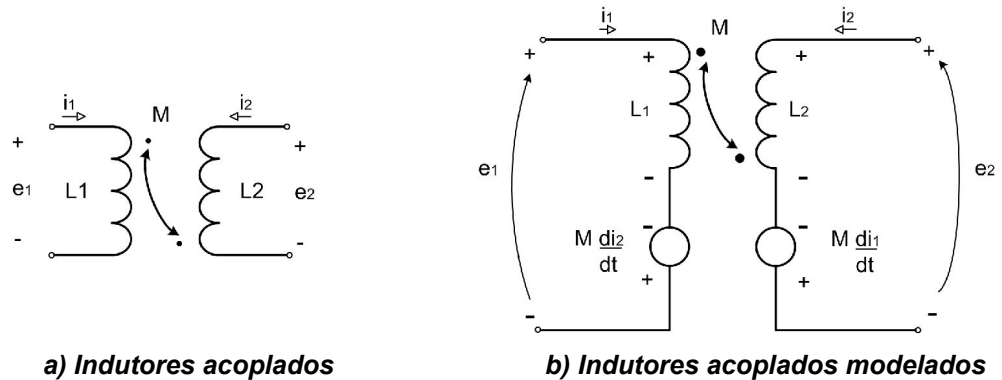 i1 M i2
+ +
e1 L1 L2 e2
- -
a) Indutores acoplados
i1 M i2
+ + + +
L1 L2
e1 e2
- -
- -
M di2 M di1
dt dt
+ +
- -
b) Indutores acoplados modelados